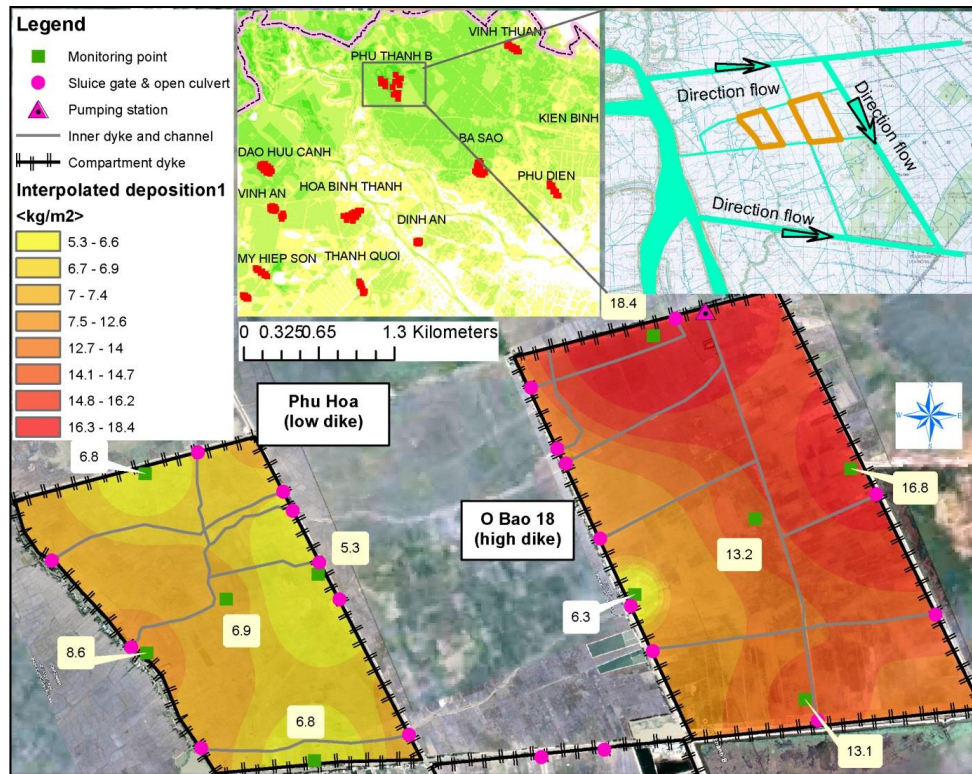 Legend
Monitoring point
Sluice gate & open culvert
Pumping station
Inner dyke and channel
Compartment dyke
Interpolated deposition1
<kg/m2>
5.3 - 6.6
6.7 - 6.9
7 - 7.4
7.5 - 12.6
12.7 - 14
14.1 - 14.7
14.8 - 16.2
16.3 - 18.4
VINH THUAN
PHU THANH B
KIEN BINH
BA SAO
DAO HUU CANH
PHU DIEN
HOA BINH THANH
VINH AN
DINH AN
MY HIEP SON
THANH QUOI
Direction flow
Direction flow
Direction flow
0 0.325 0.65 1.3 Kilometers
18.4
Phu Hoa
(low dike)
6.8
N
W E
S
16.8
O Bao 18
(high dike)
13.2
5.3
6.3
6.9
8.6
6.8
13.1